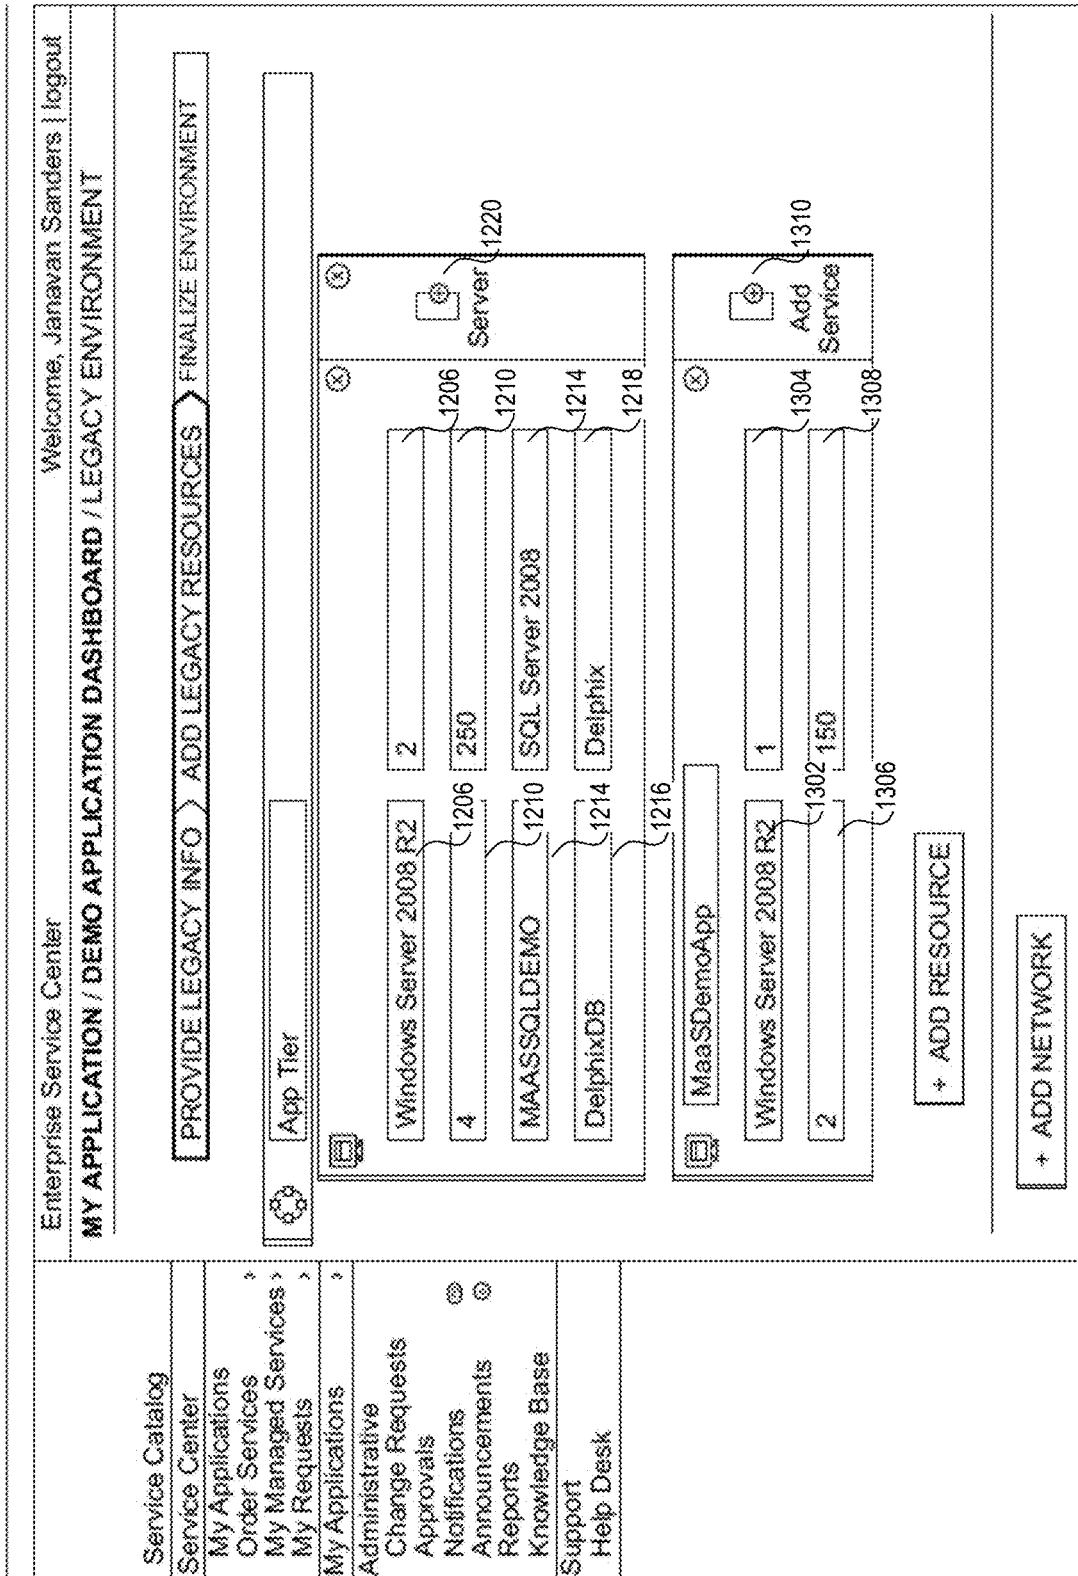 Enterprise Service Center
Welcome, Janavan Sanders | logout
MY APPLICATION / DEMO APPLICATION DASHBOARD / LEGACY ENVIRONMENT
Service Catalog
Service Center
My Applications
Order Services ›
My Managed Services ›
My Requests ›
My Applications ›
Administrative
Change Requests
Approvals
Notifications
Announcements
Reports
Knowledge Base
Support
Help Desk
PROVIDE LEGACY INFO > ADD LEGACY RESOURCES > FINALIZE ENVIRONMENT
App Tier
Windows Server 2008 R2 1206
2 1206
4 1210
250 1210
MAASSQLDEMO 1214
SQL Server 2008 1214
DelphixDB 1216
Delphix 1218
Server 1220
MaaSDemoApp
Windows Server 2008 R2 1302
1 1304
2 1306
150 1308
Add
Service 1310
+ ADD RESOURCE
+ ADD NETWORK